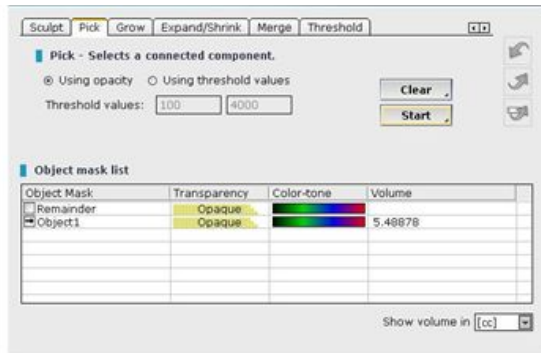 Sculpt Pick Grow Expand/Shrink Merge Threshold
Pick - Selects a connected component.
Using opacity Using threshold values
Clear
Threshold values: 100 4000
Start
Object mask list
Object Mask Transparency Color-tone Volume
Remainder Opaque
Object1 Opaque 5.48878
Show volume in [cc]